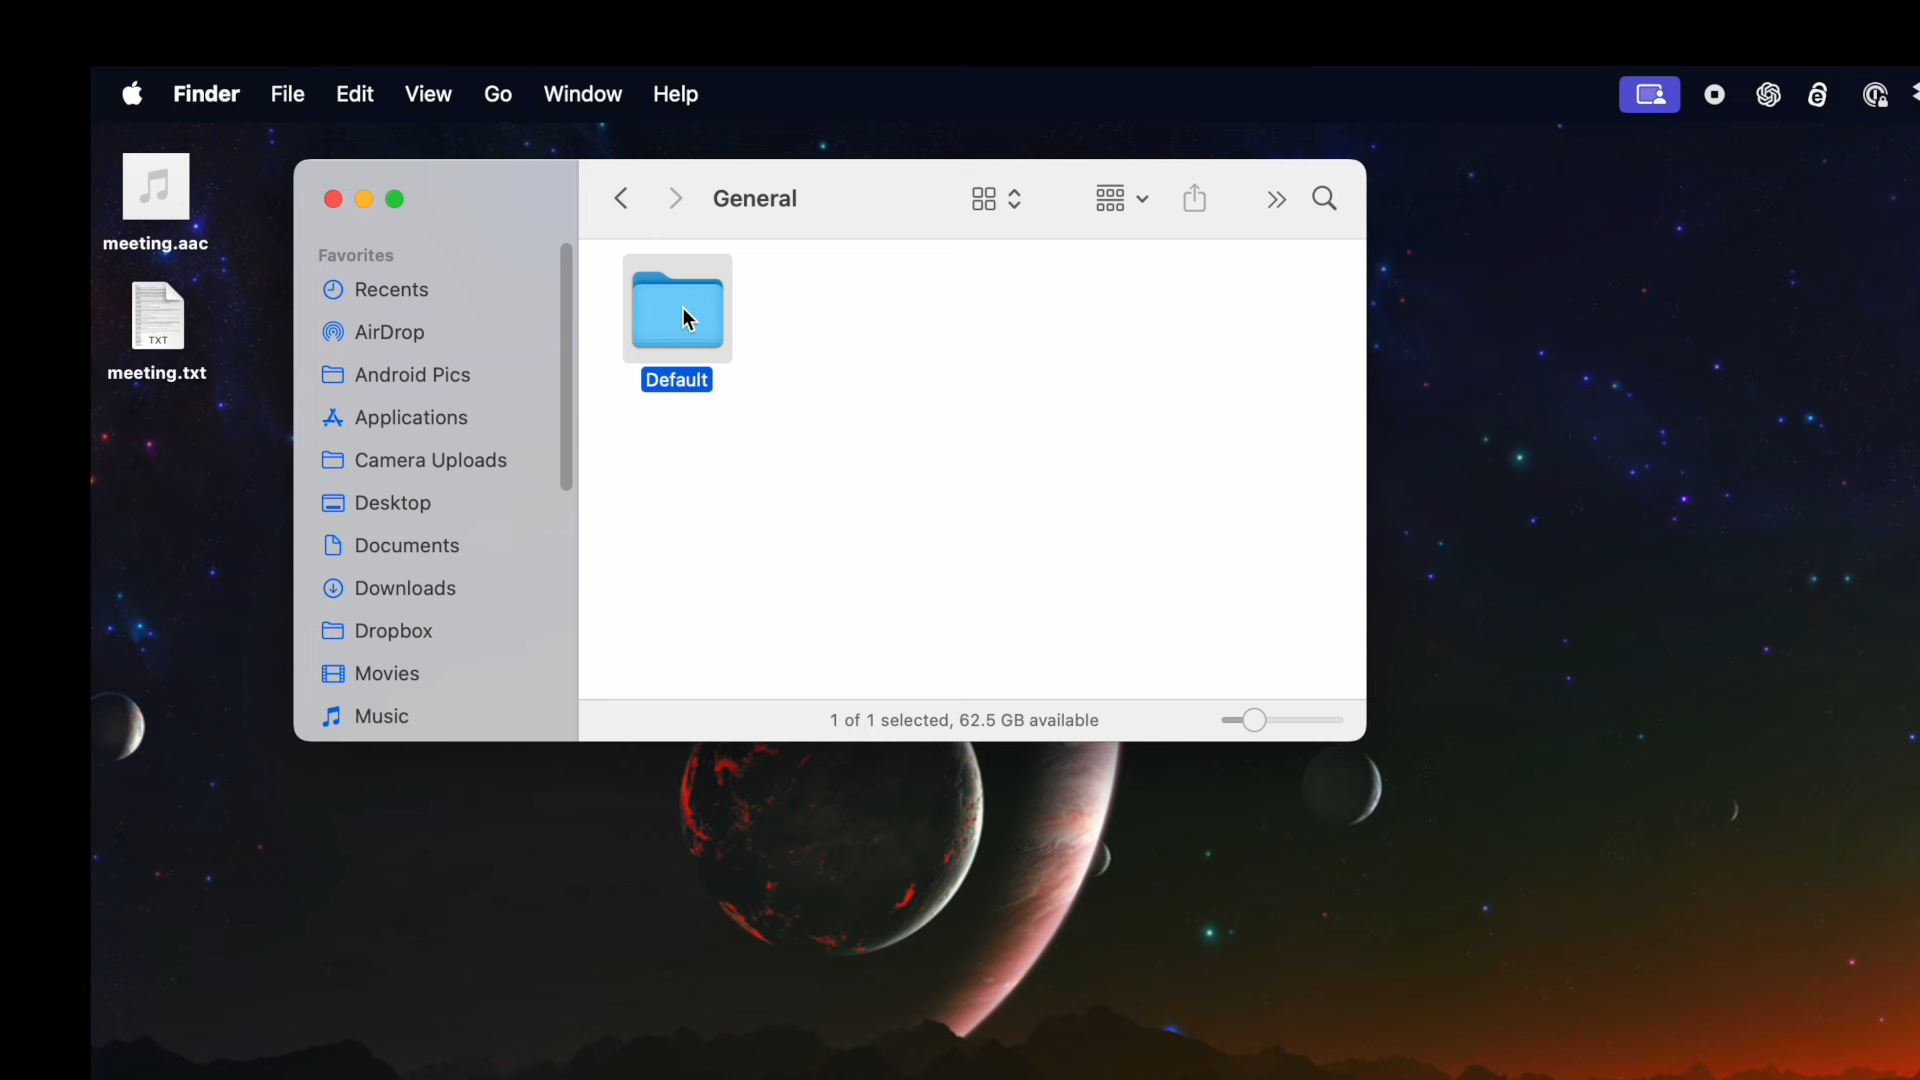 Finder File Edit View Go Window Help
meeting.aac
TXT
meeting.txt
General
Favorites
Recents
AirDrop
Android Pics
Applications
Camera Uploads
Desktop
Documents
Downloads
Dropbox
Movies
Music
Default
1 of 1 selected, 62.5 GB available